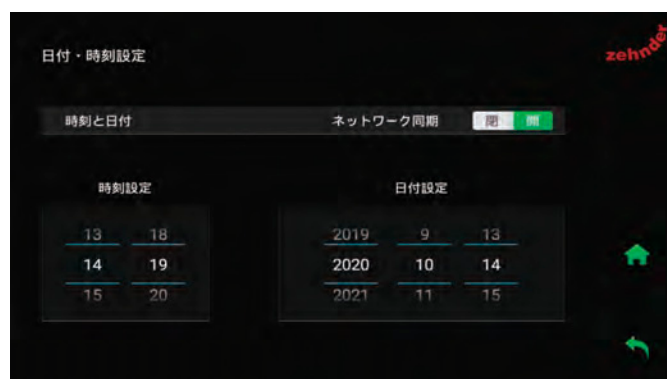 日付・時刻設定
zehnder
時刻と日付 ネットワーク同期 閉 開
時刻設定 日付設定
13 18 2019 9 13
14 19 2020 10 14
15 20 2021 11 15